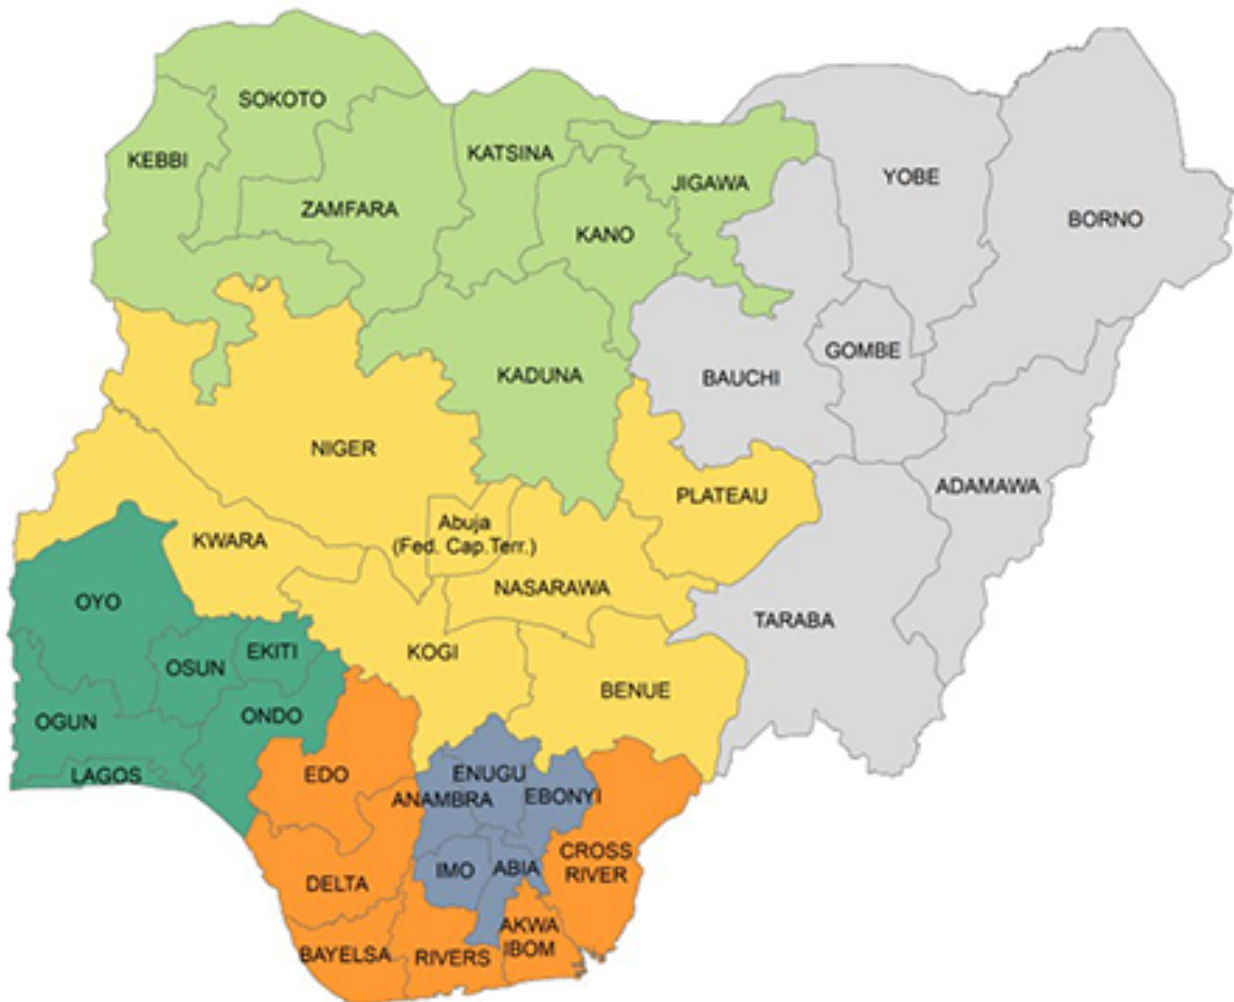 SOKOTO
KEBBI
KATSINA
ZAMFARA
JIGAWA
KANO
YOBE
BORNO
KADUNA
BAUCHI
GOMBE
NIGER
PLATEAU
ADAMAWA
KWARA
Abuja
(Fed. Cap.Terr.)
NASARAWA
OYO
TARABA
OSUN
EKITI
KOGI
BENUE
OGUN
ONDO
LAGOS
EDO
ENUGU
ANAMBRA
EBONYI
IMO
ABIA
CROSS
RIVER
DELTA
AKWA
IBOM
BAYELSA
RIVERS